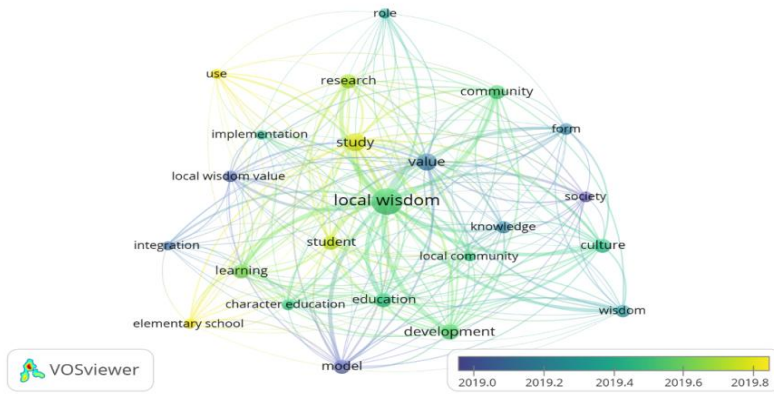 role
use
research
community
implementation
form
study
value
local wisdom value
society
local wisdom
knowledge
integration
student
culture
local community
learning
character education
education
wisdom
elementary school
development
model
VOSviewer
2019.0 2019.2 2019.4 2019.6 2019.8